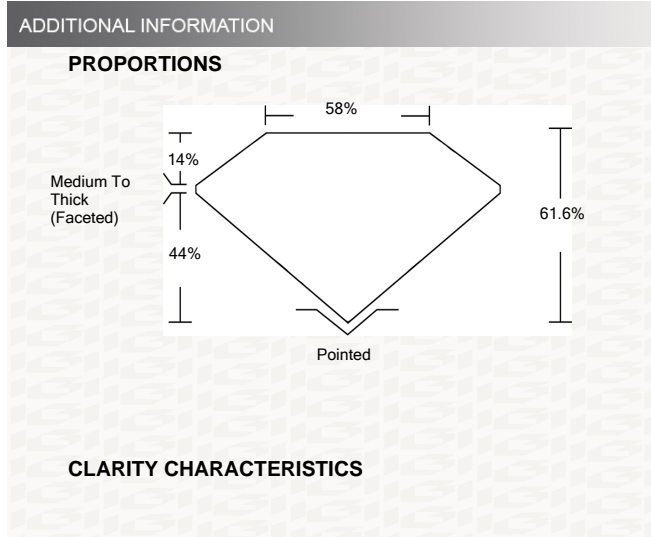 ADDITIONAL INFORMATION
PROPORTIONS
58%
14%
Medium To
Thick
(Faceted)
61.6%
44%
Pointed
CLARITY CHARACTERISTICS